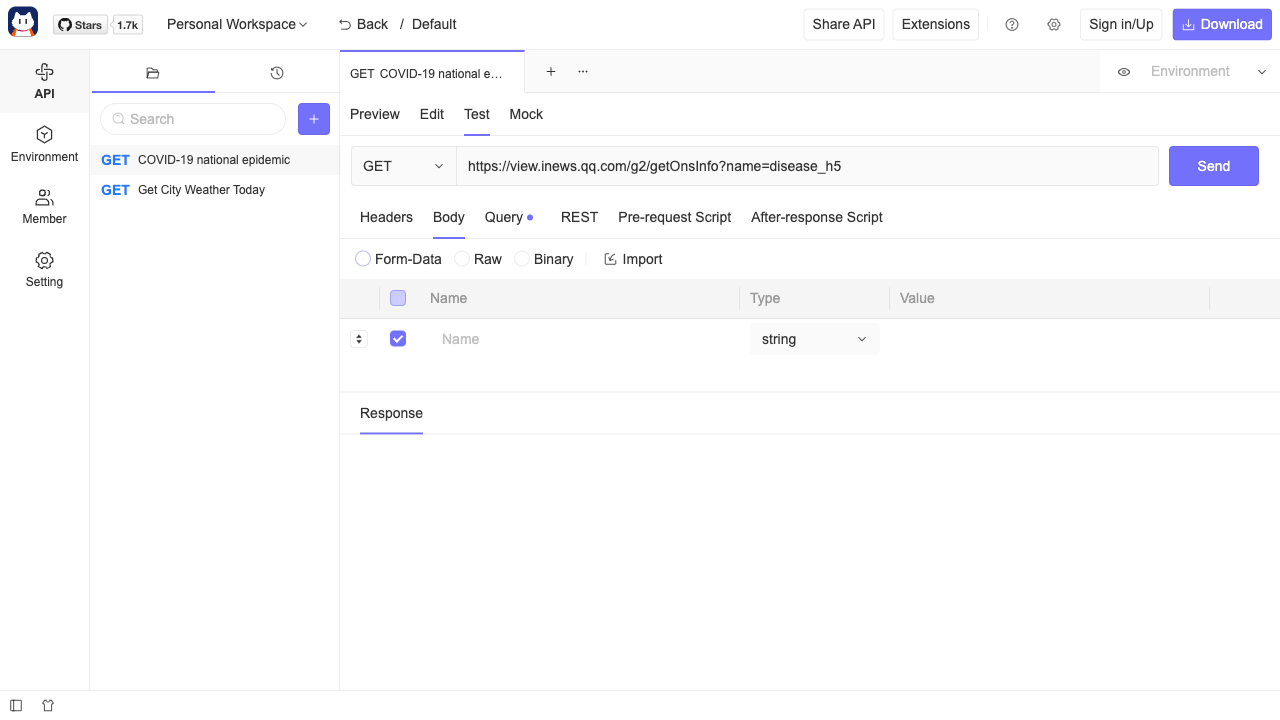 Stars 1.7k Personal Workspace Back / Default Share API Extensions Sign in/Up Download
API
Environment
Member
Setting
Search
GET COVID-19 national epidemic
GET Get City Weather Today
GET COVID-19 national e… Environment
Preview Edit Test Mock
GET https://view.inews.qq.com/g2/getOnsInfo?name=disease_h5 Send
Headers Body Query REST Pre-request Script After-response Script
Form-Data Raw Binary Import
Name Type Value
Name string
Response